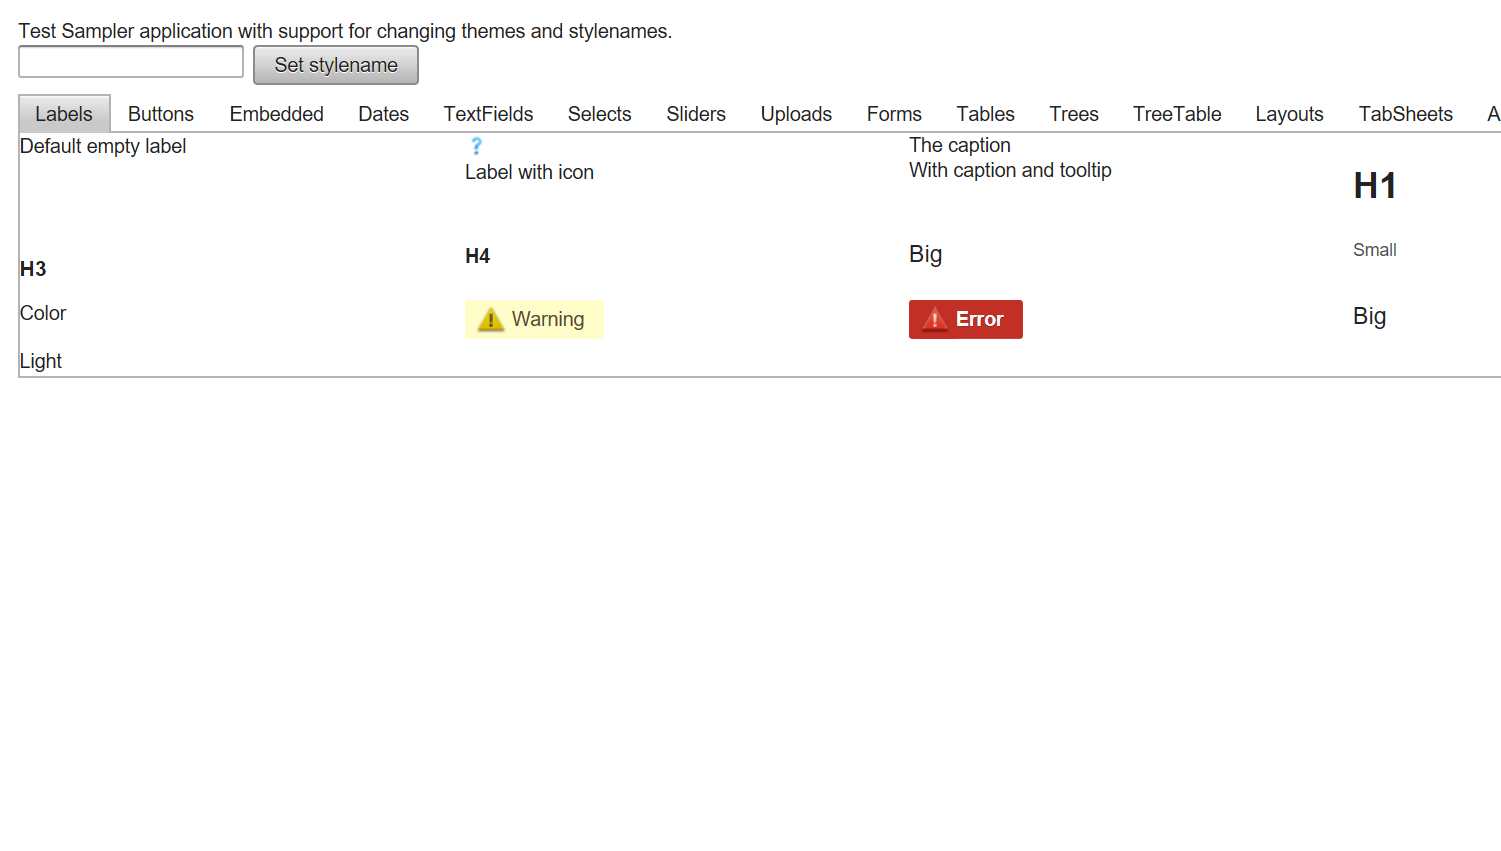 Test Sampler application with support for changing themes and stylenames.
Set stylename
Labels Buttons Embedded Dates TextFields Selects Sliders Uploads Forms Tables Trees TreeTable Layouts TabSheets A
Default empty label
?
Label with icon
The caption
With caption and tooltip
H1
H3
H4
Big
Small
Color
Warning
Error
Big
Light